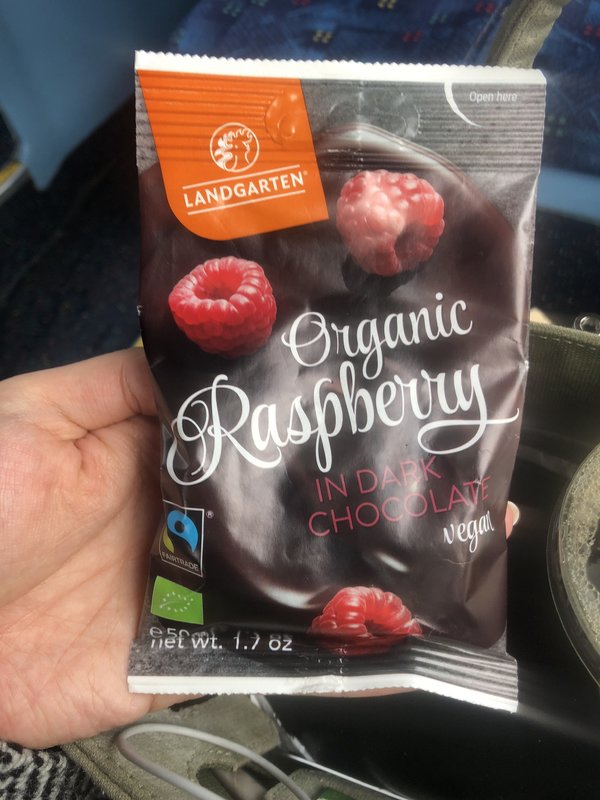 Open here
LANDGARTEN®
Organic
Raspberry
IN DARK
CHOCOLATE
vegan
®
FAIRTRADE
net wt. 1.7 oz